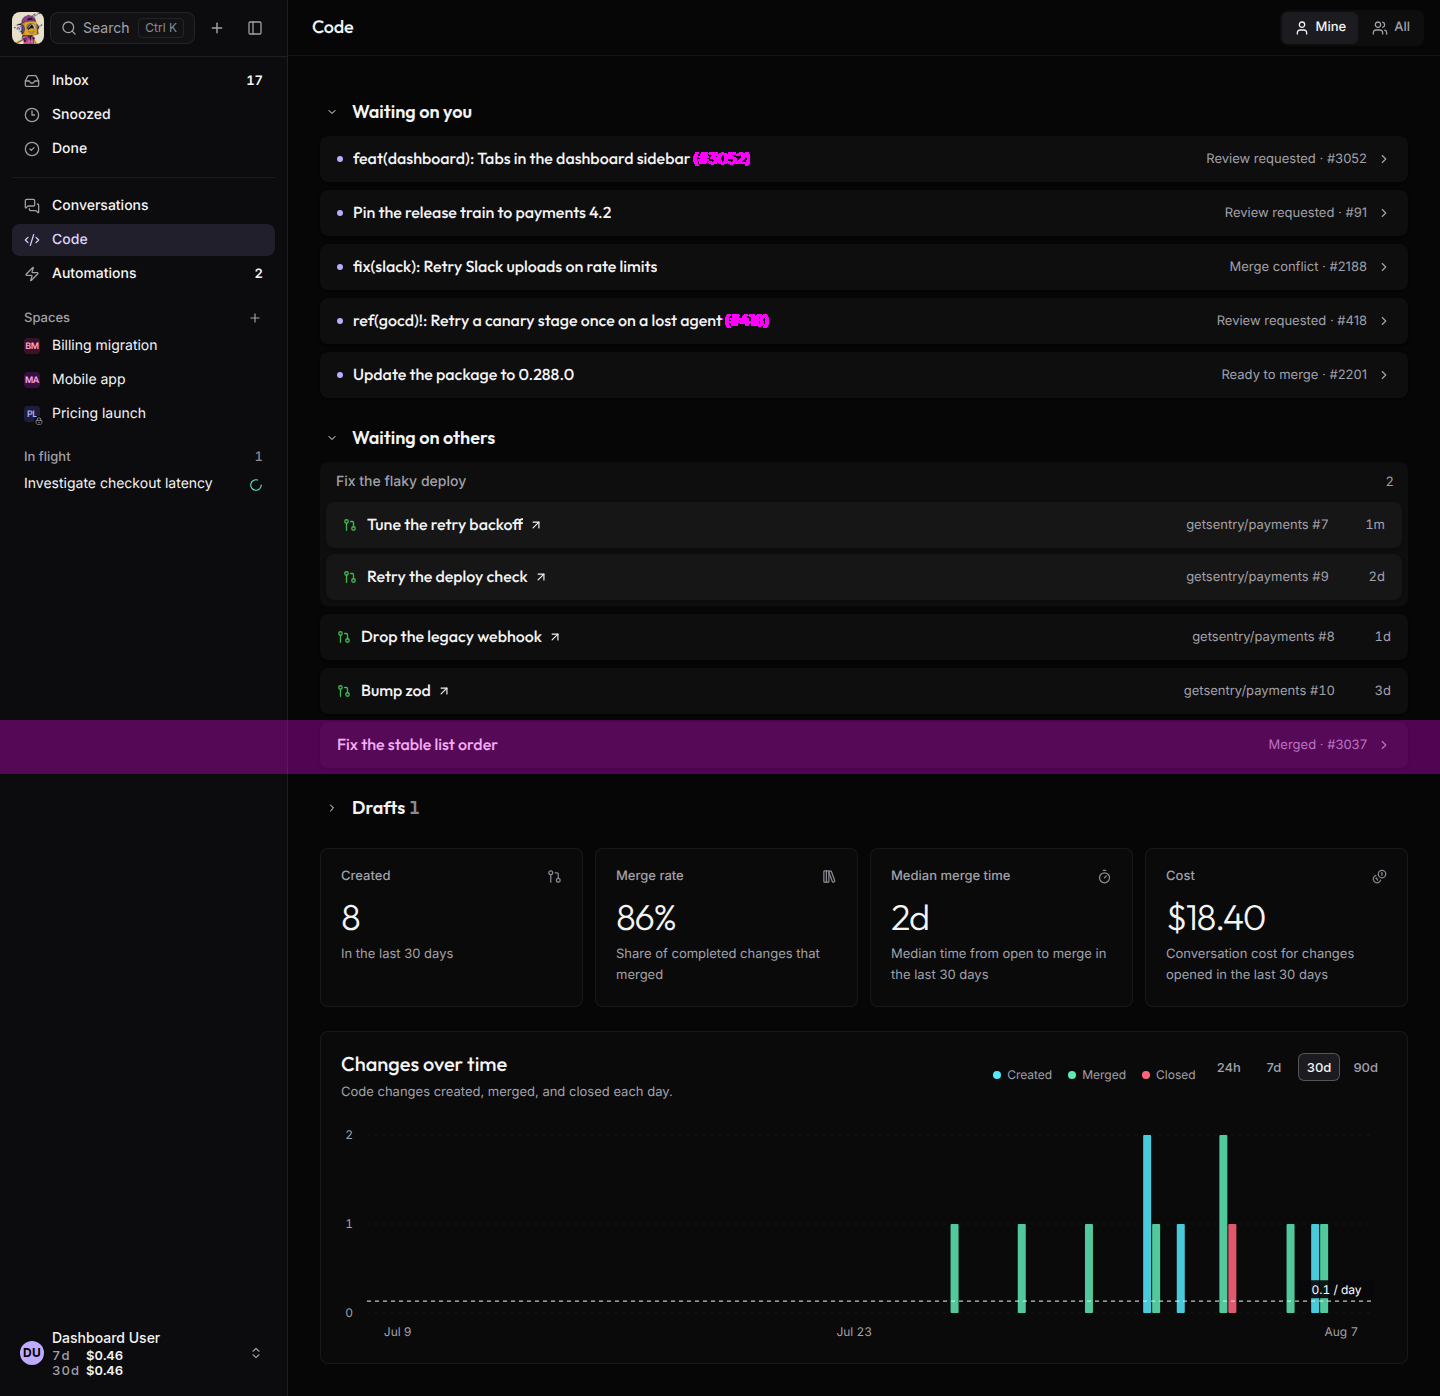 Search Ctrl K
Inbox 17
Snoozed
Done
Conversations
Code
Automations 2
Spaces
BM Billing migration
MA Mobile app
PL Pricing launch
In flight 1
Investigate checkout latency
DU Dashboard User
7d $0.46
30d $0.46
Code
Mine All
Waiting on you
feat(dashboard): Tabs in the dashboard sidebar (#3052) Review requested · #3052
Pin the release train to payments 4.2 Review requested · #91
fix(slack): Retry Slack uploads on rate limits Merge conflict · #2188
ref(gocd)!: Retry a canary stage once on a lost agent (#418) Review requested · #418
Update the package to 0.288.0 Ready to merge · #2201
Waiting on others
Fix the flaky deploy 2
Tune the retry backoff getsentry/payments #7 1m
Retry the deploy check getsentry/payments #9 2d
Drop the legacy webhook getsentry/payments #8 1d
Bump zod getsentry/payments #10 3d
Fix the stable list order Merged · #3037
Drafts 1
Created
8
In the last 30 days
Merge rate
86%
Share of completed changes that
merged
Median merge time
2d
Median time from open to merge in
the last 30 days
Cost
$18.40
Conversation cost for changes
opened in the last 30 days
Changes over time
Code changes created, merged, and closed each day.
Created Merged Closed 24h 7d 30d 90d
2
1
0
0.1 / day
Jul 9 Jul 23 Aug 7